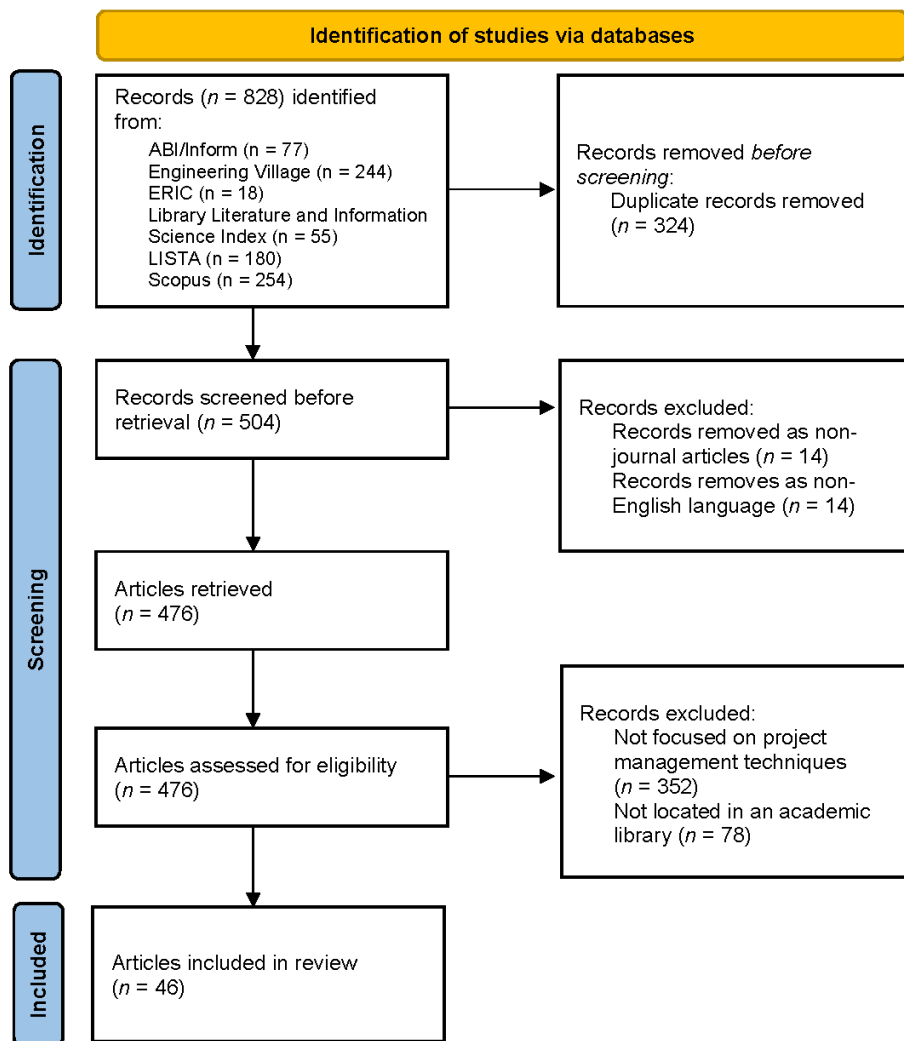 Identification of studies via databases
Identification
Records (n = 828) identified
from:
ABI/Inform (n = 77)
Engineering Village (n = 244)
ERIC (n = 18)
Library Literature and Information
Science Index (n = 55)
LISTA (n = 180)
Scopus (n = 254)
Records removed before
screening:
Duplicate records removed
(n = 324)
Screening
Records screened before
retrieval (n = 504)
Records excluded:
Records removed as non-
journal articles (n = 14)
Records removes as non-
English language (n = 14)
Articles retrieved
(n = 476)
Articles assessed for eligibility
(n = 476)
Records excluded:
Not focused on project
management techniques
(n = 352)
Not located in an academic
library (n = 78)
Included
Articles included in review
(n = 46)